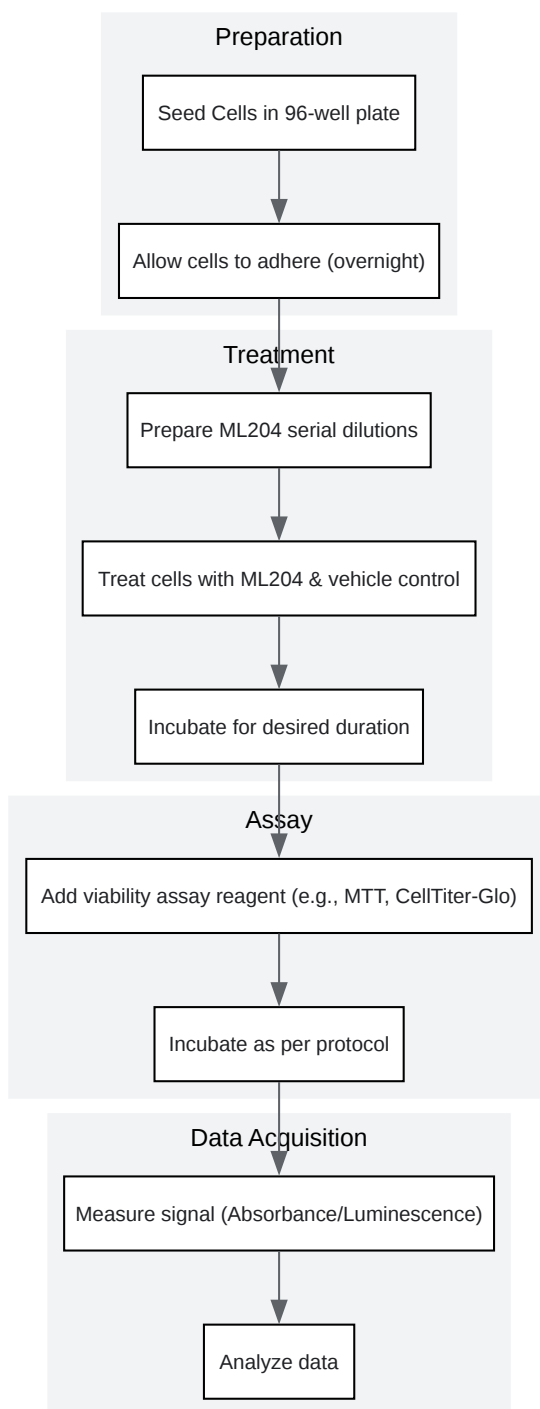 Preparation
Seed Cells in 96-well plate
Allow cells to adhere (overnight)
Treatment
Prepare ML204 serial dilutions
Treat cells with ML204 & vehicle control
Incubate for desired duration
Assay
Add viability assay reagent (e.g., MTT, CellTiter-Glo)
Incubate as per protocol
Data Acquisition
Measure signal (Absorbance/Luminescence)
Analyze data